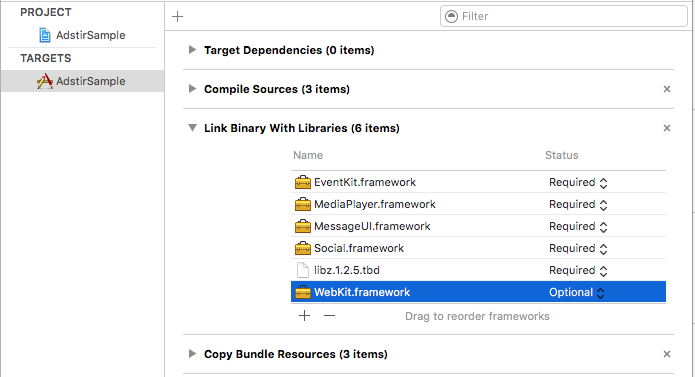 PROJECT
AdstirSample
TARGETS
AdstirSample
Filter
Target Dependencies (0 items)
Compile Sources (3 items)
Link Binary With Libraries (6 items)
Name Status
EventKit.framework Required
MediaPlayer.framework Required
MessageUI.framework Required
Social.framework Required
libz.1.2.5.tbd Required
WebKit.framework Optional
Drag to reorder frameworks
Copy Bundle Resources (3 items)